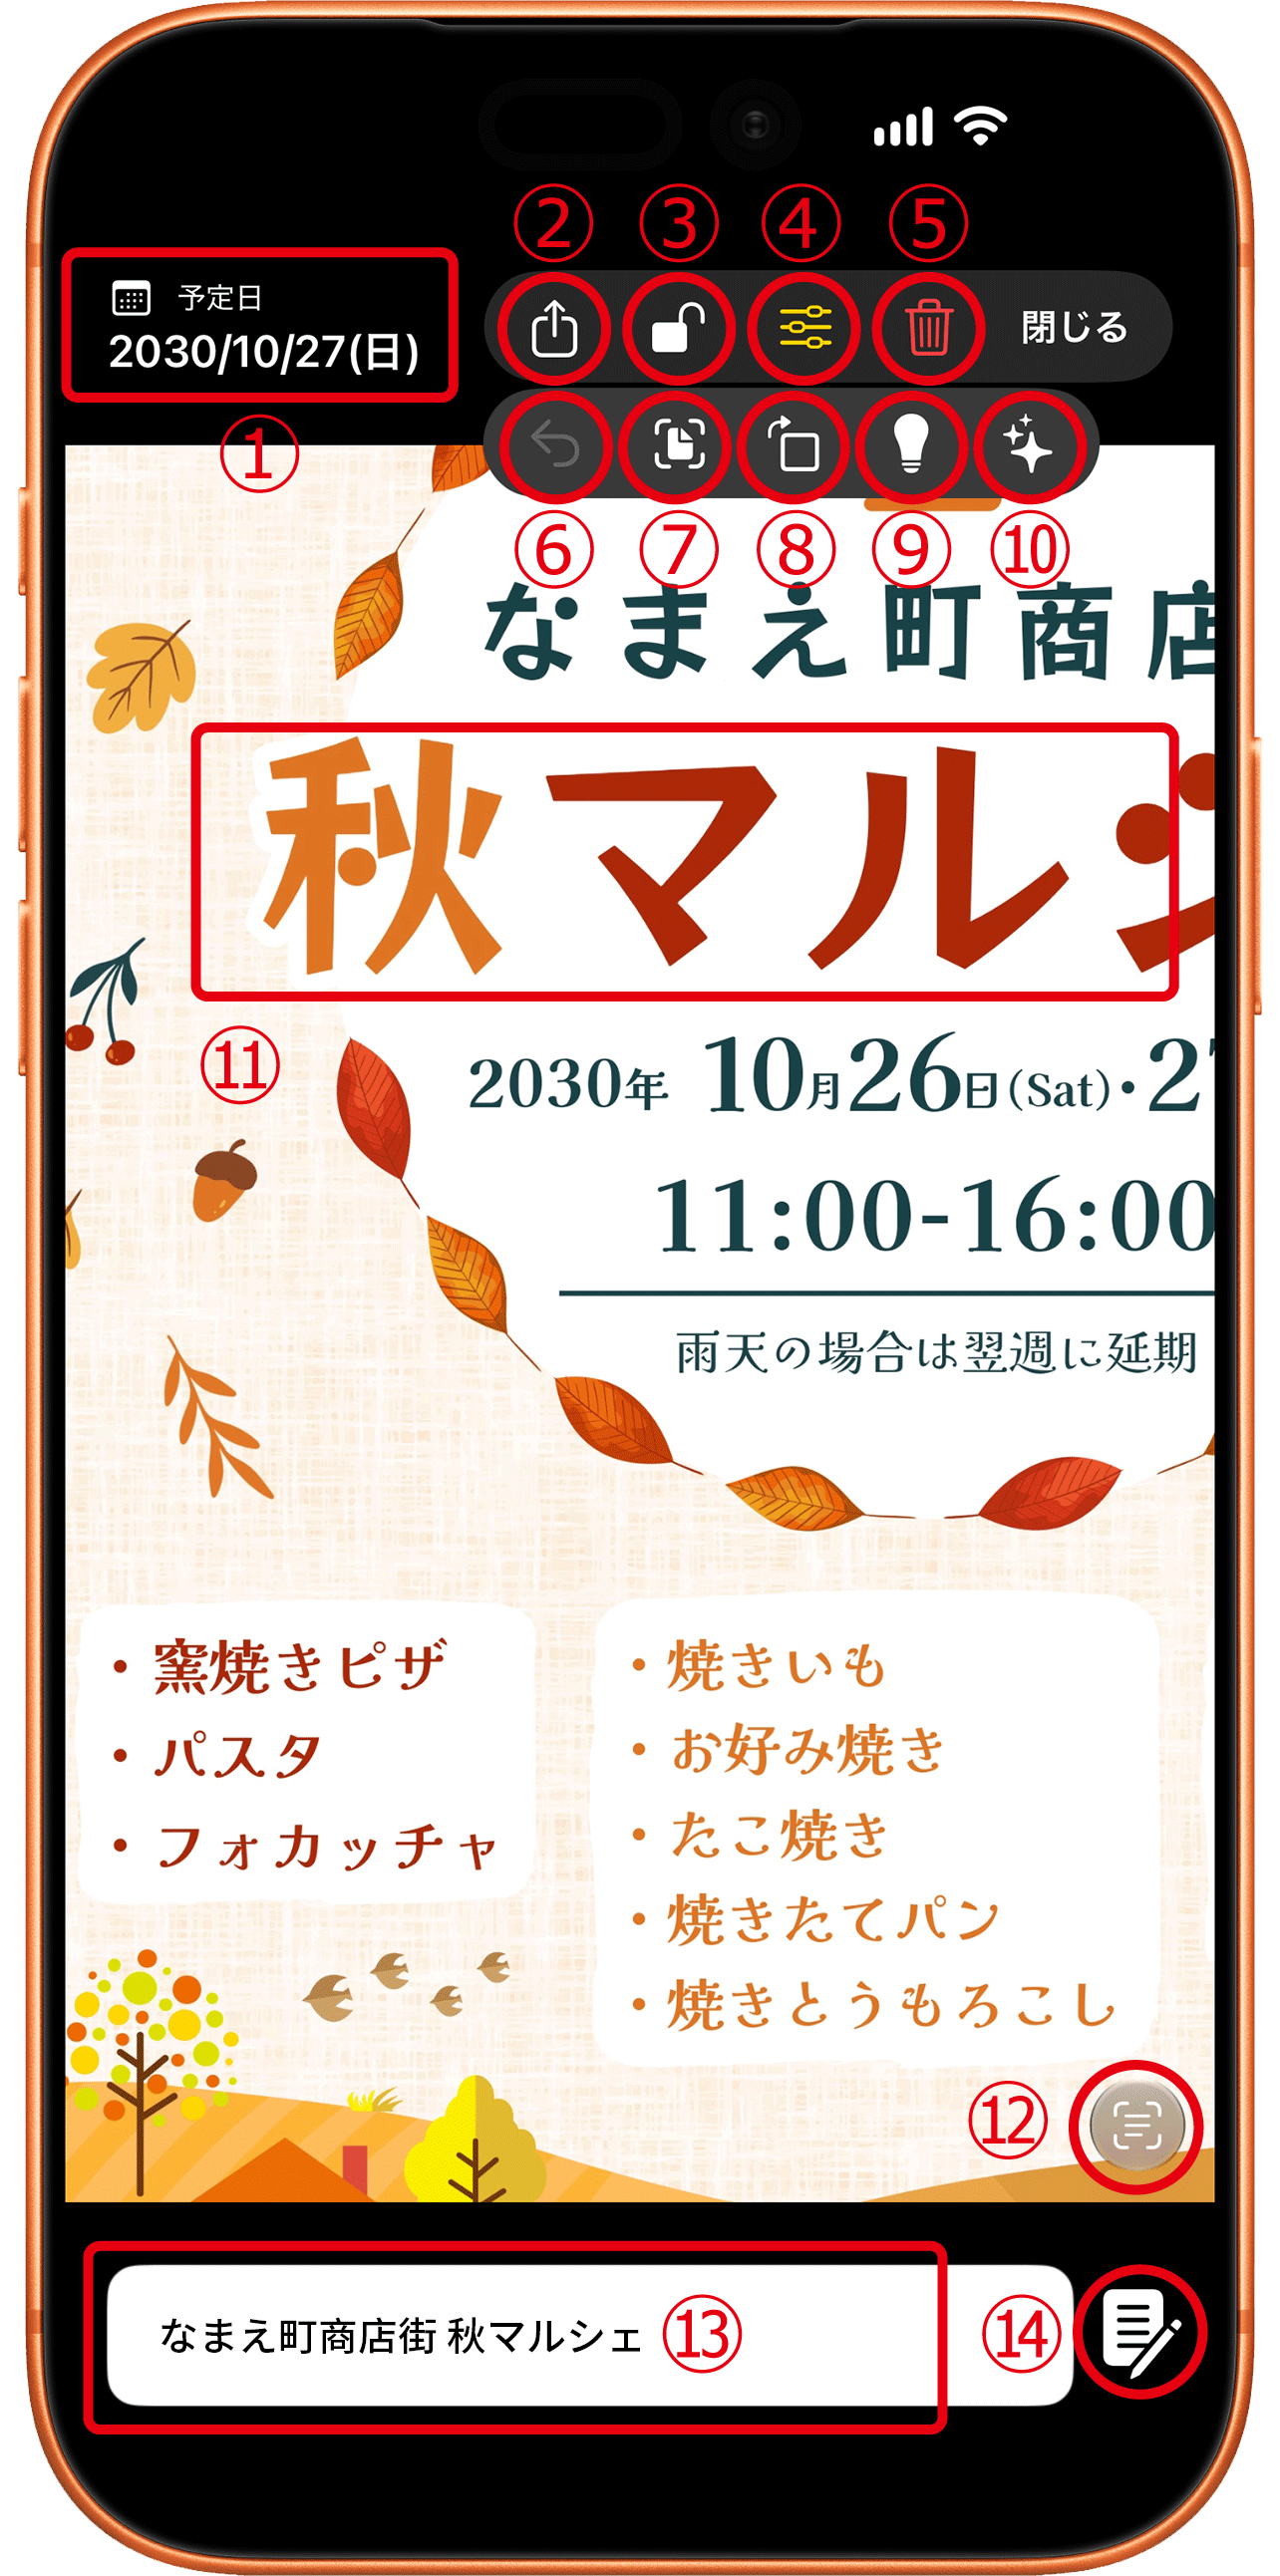 ② ③ ④ ⑤
予定日
2030/10/27(日)
閉じる
①
⑥ ⑦ ⑧ ⑨ ⑩
なまえ町商店
秋マルシ
⑪
2030年 10月26日(Sat)・2
11:00-16:00
雨天の場合は翌週に延期
・窯焼きピザ
・パスタ
・フォカッチャ
・焼きいも
・お好み焼き
・たこ焼き
・焼きたてパン
・焼きとうもろこし
⑫
なまえ町商店街 秋マルシェ
⑬ ⑭